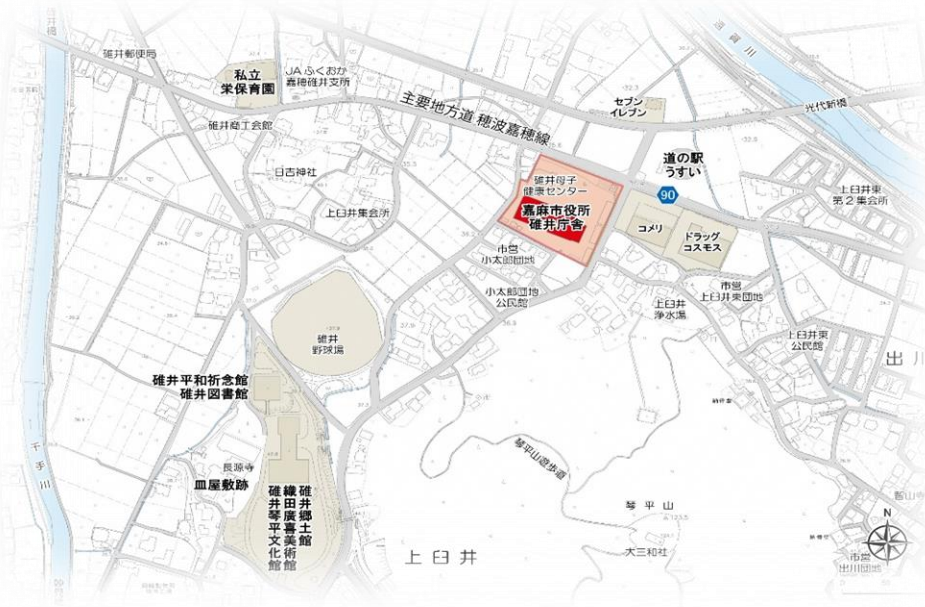 遠賀川
碓井郵便局
私立
栄保育園
JA ふくおか
嘉穂碓井支所
主要地方道 穂波嘉穂線
セブン
イレブン
光代新橋
碓井商工会館
日吉神社
上臼井集会所
碓井母子
健康センター
嘉麻市役所
碓井庁舎
道の駅
うすい
90
コメリ
ドラッグ
コスモス
上臼井東
第2集会所
市営
小太郎団地
小太郎団地
公民館
上臼井
浄水場
市営
上臼井東団地
上臼井東
公民館
碓井
野球場
碓井平和祈念館
碓井図書館
長源寺
皿屋敷跡
碓井郷土館
織田廣喜美術館
碓井琴平文化館
琴平山遊歩道
琴平山
大三和社
上臼井
千手川
出川
N
市営
出川団地